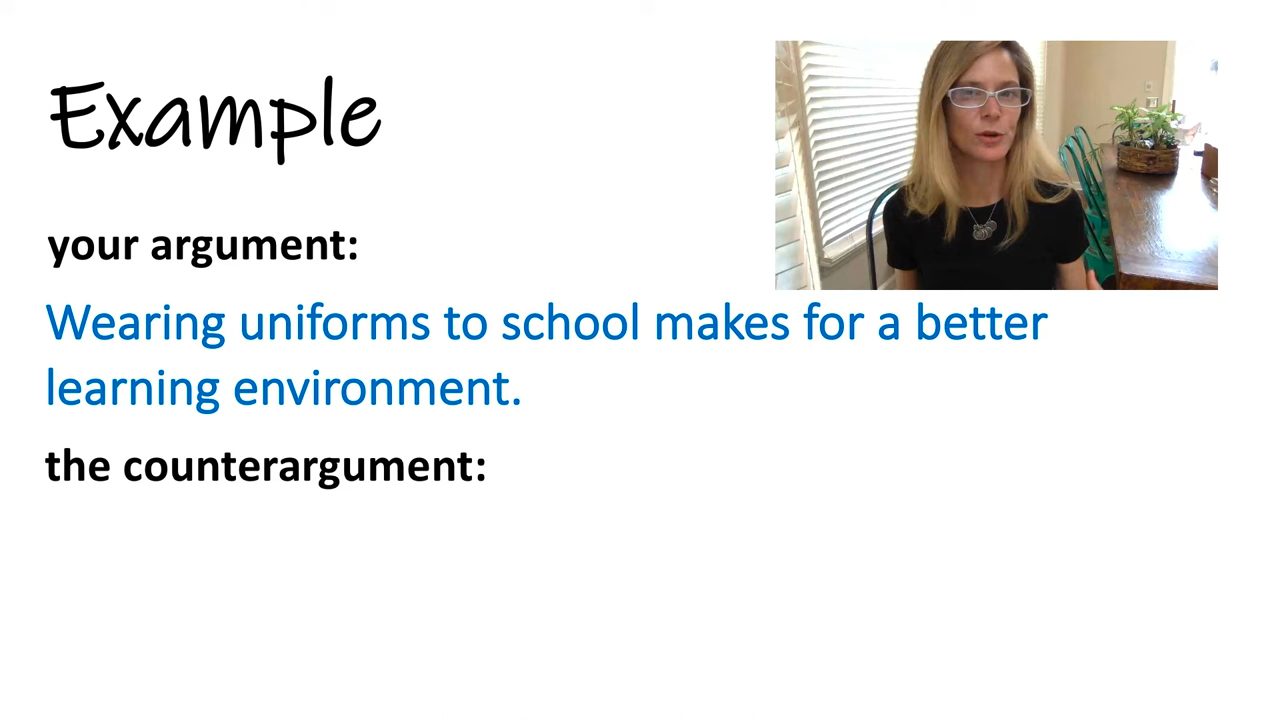 Example
your argument:
Wearing uniforms to school makes for a better
learning environment.
the counterargument: